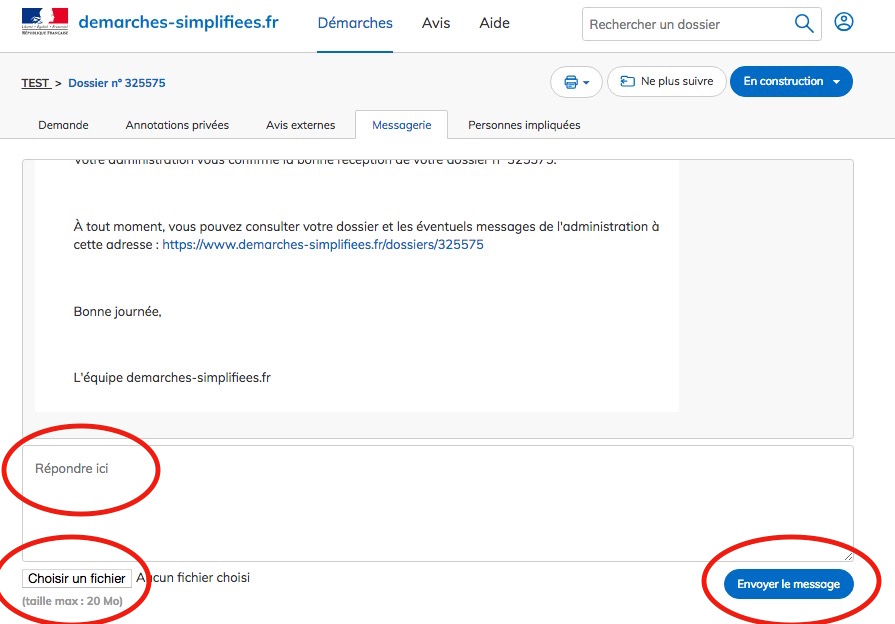 RÉPUBLIQUE FRANÇAISE
demarches-simplifiees.fr
Démarches
Avis
Aide
Rechercher un dossier
TEST > Dossier n° 325575
Ne plus suivre
En construction
Demande
Annotations privées
Avis externes
Messagerie
Personnes impliquées
Votre administration vous confirme la bonne réception de votre dossier n° 325575.
À tout moment, vous pouvez consulter votre dossier et les éventuels messages de l'administration à
cette adresse : https://www.demarches-simplifiees.fr/dossiers/325575
Bonne journée,
L'équipe demarches-simplifiees.fr
Répondre ici
Choisir un fichier Aucun fichier choisi
(taille max : 20 Mo)
Envoyer le message